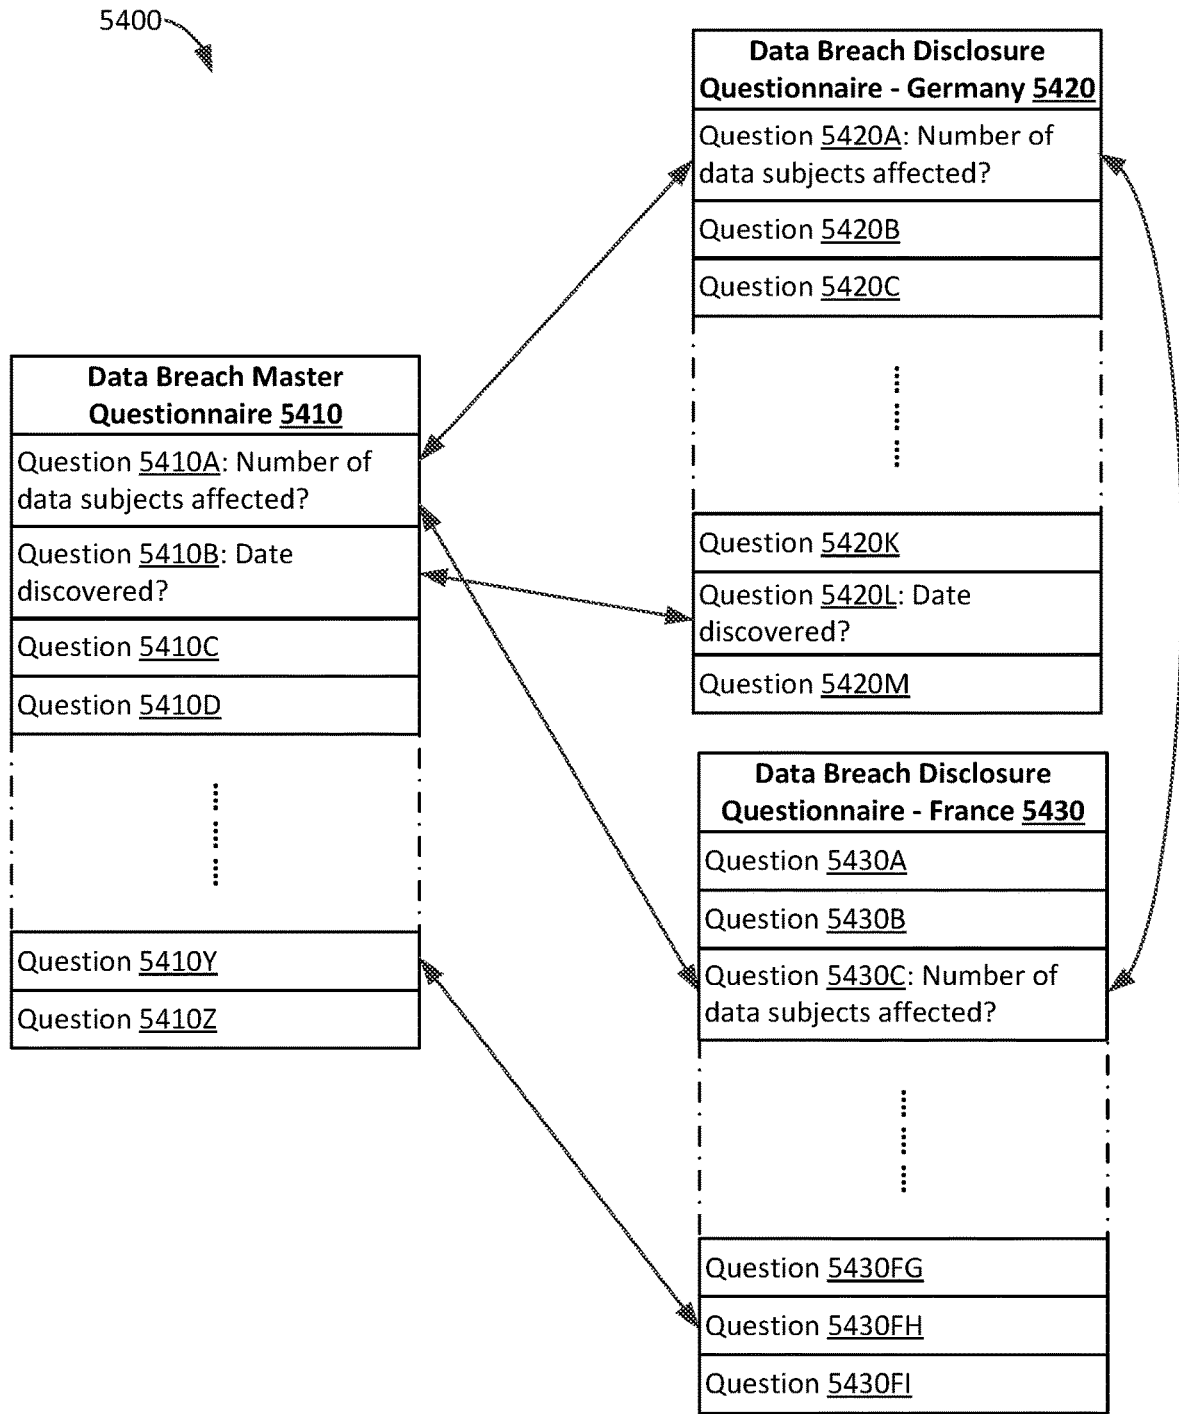 5400
Data Breach Disclosure
Questionnaire - Germany 5420
Question 5420A: Number of
data subjects affected?
Question 5420B
Question 5420C
Question 5420K
Question 5420L: Date
discovered?
Question 5420M
Data Breach Master
Questionnaire 5410
Question 5410A: Number of
data subjects affected?
Question 5410B: Date
discovered?
Question 5410C
Question 5410D
Question 5410Y
Question 5410Z
Data Breach Disclosure
Questionnaire - France 5430
Question 5430A
Question 5430B
Question 5430C: Number of
data subjects affected?
Question 5430FG
Question 5430FH
Question 5430FI